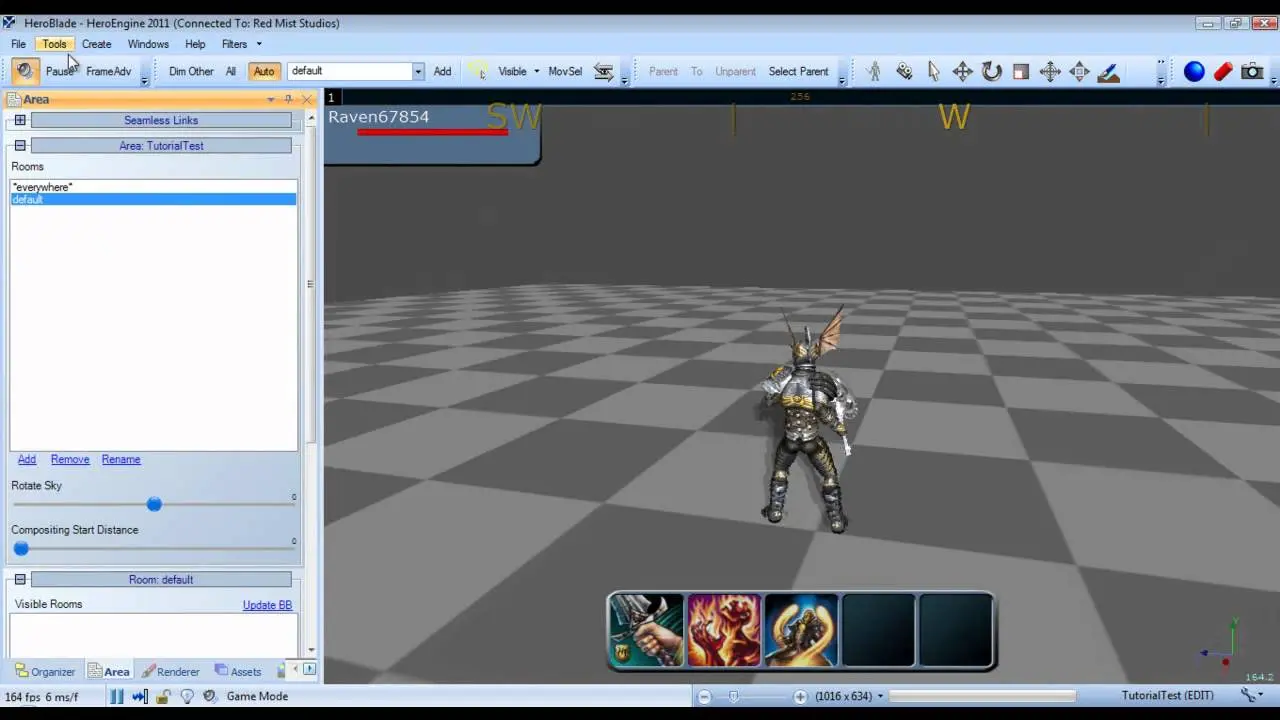 HeroBlade - HeroEngine 2011 (Connected To: Red Mist Studios)
File Tools Create Windows Help Filters
Pause FrameAdv Dim Other All Auto default Add Visible MovSel Parent To Unparent Select Parent
Area
Seamless Links
Area: TutorialTest
Rooms
*everywhere*
default
Add Remove Rename
Rotate Sky
0
Compositing Start Distance
0
Room: default
Visible Rooms Update BB
Organizer Area Renderer Assets
1
256
Raven67854
SW W
164.2
164 fps 6 ms/f Game Mode (1016 x 634) TutorialTest (EDIT)